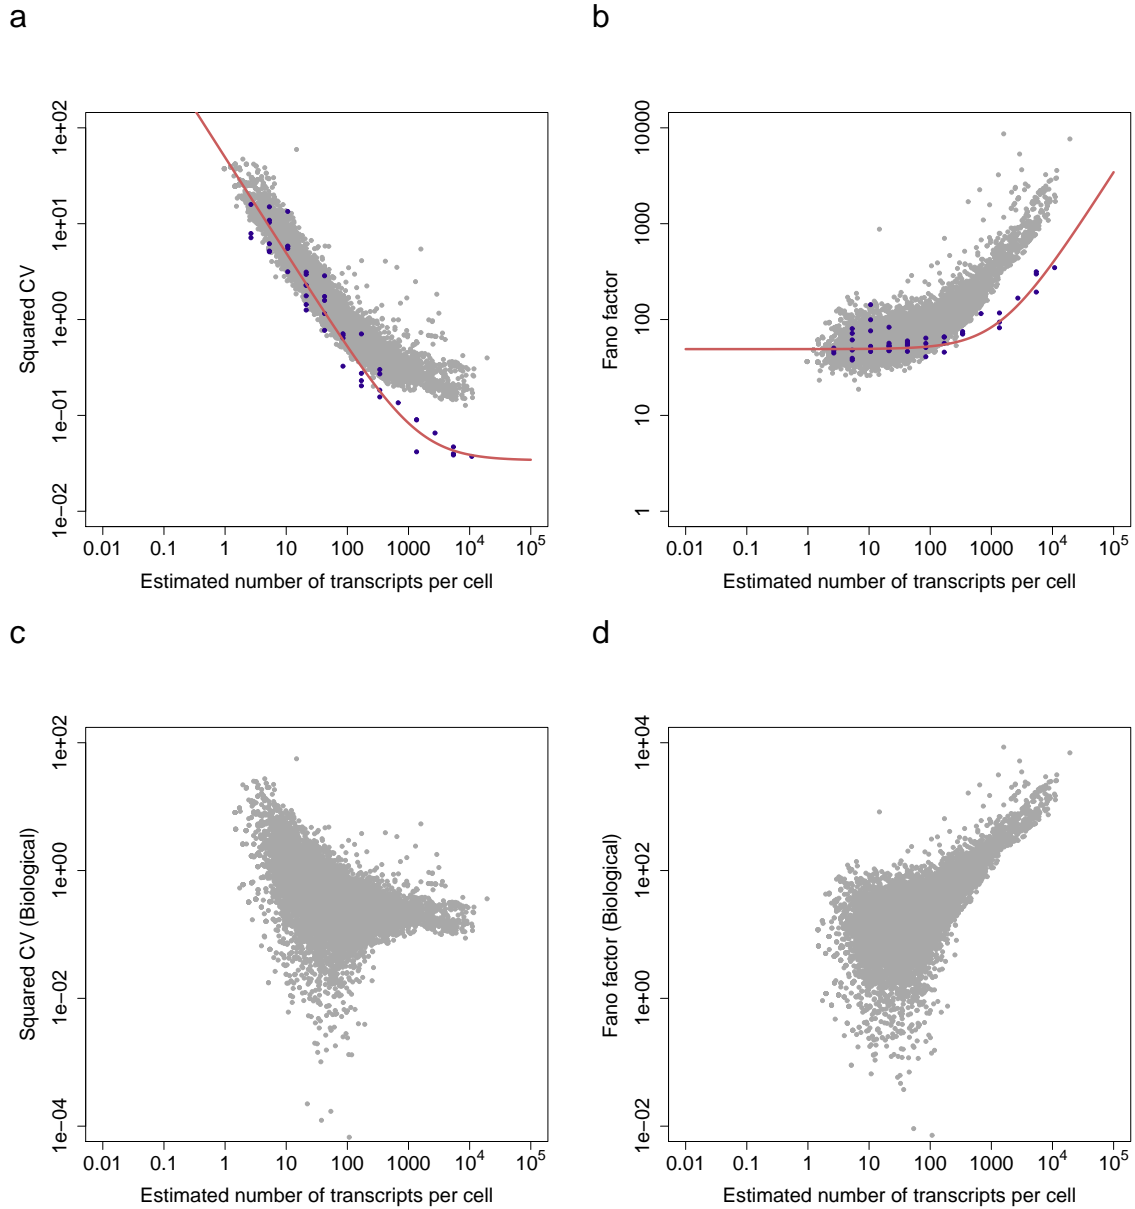 a
b
Squared CV
1e-02
1e-01
1e+00
1e+01
1e+02
0.01 0.1 1 10 100 1000 10⁴ 10⁵
Estimated number of transcripts per cell
Fano factor
1
10
100
1000
10000
0.01 0.1 1 10 100 1000 10⁴ 10⁵
Estimated number of transcripts per cell
c
d
Squared CV (Biological)
1e-04
1e-02
1e+00
1e+02
0.01 0.1 1 10 100 1000 10⁴ 10⁵
Estimated number of transcripts per cell
Fano factor (Biological)
1e-02
1e+00
1e+02
1e+04
0.01 0.1 1 10 100 1000 10⁴ 10⁵
Estimated number of transcripts per cell